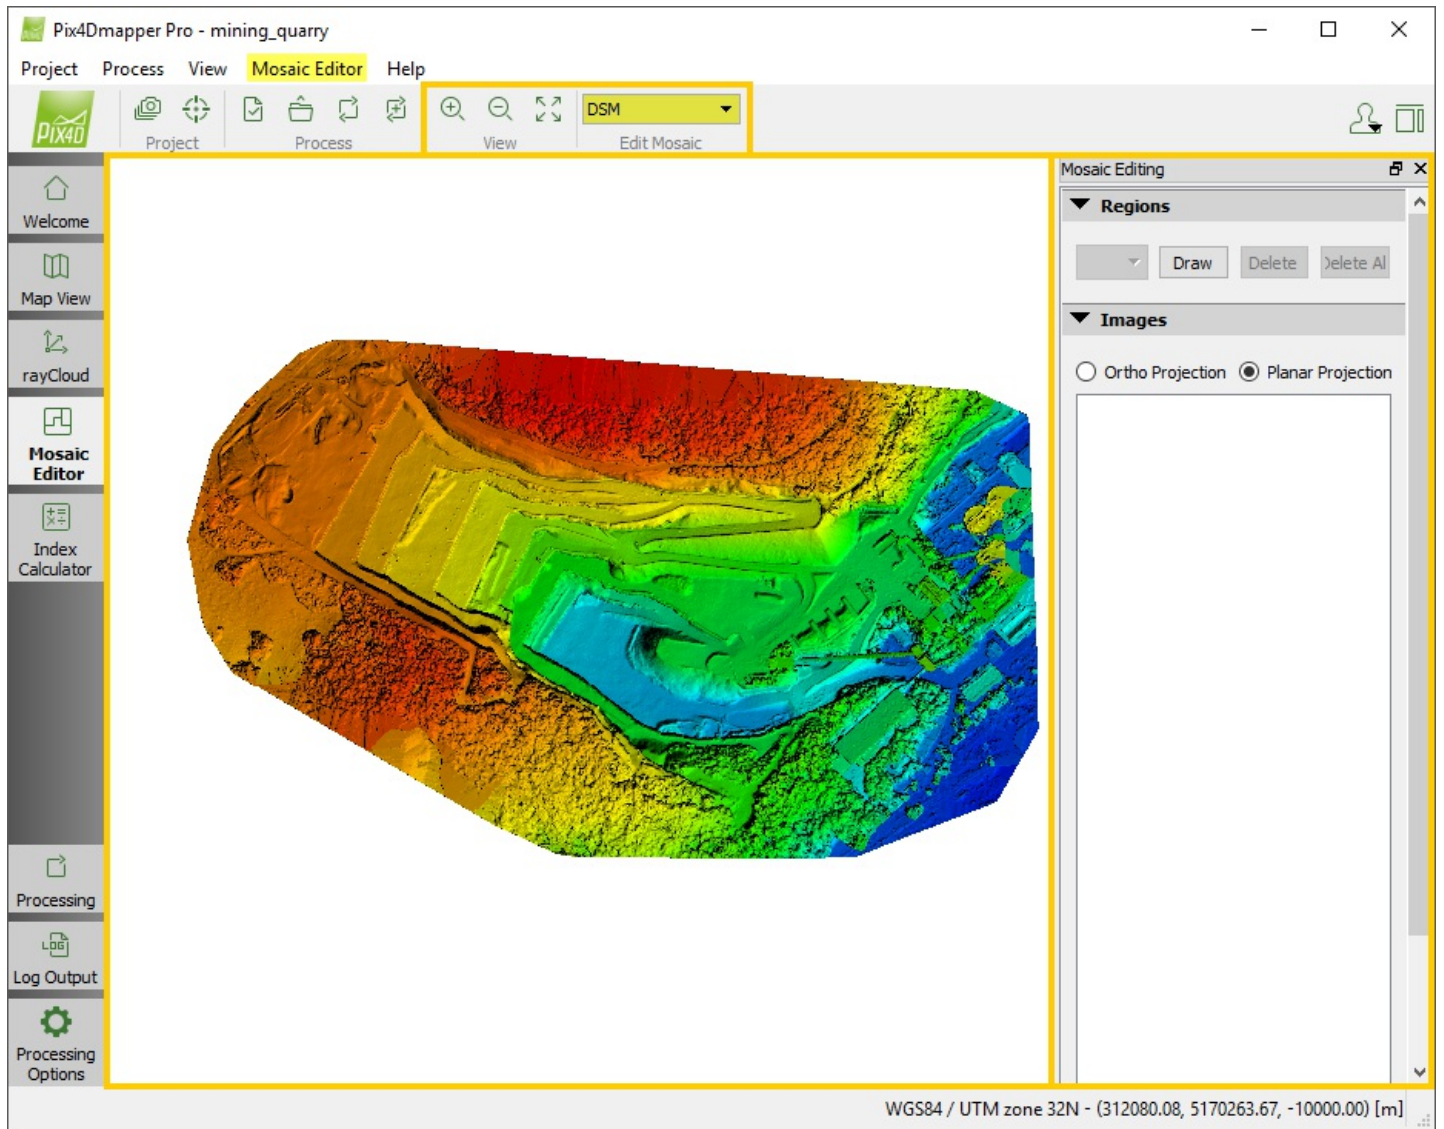 Pix4Dmapper Pro - mining_quarry
Project Process View Mosaic Editor Help
PIX4D
Project
Process
View
DSM
Edit Mosaic
Welcome
Map View
rayCloud
Mosaic
Editor
Index
Calculator
Processing
LOG
Log Output
Processing
Options
Mosaic Editing
Regions
Draw Delete Delete Al
Images
Ortho Projection Planar Projection
WGS84 / UTM zone 32N - (312080.08, 5170263.67, -10000.00) [m]